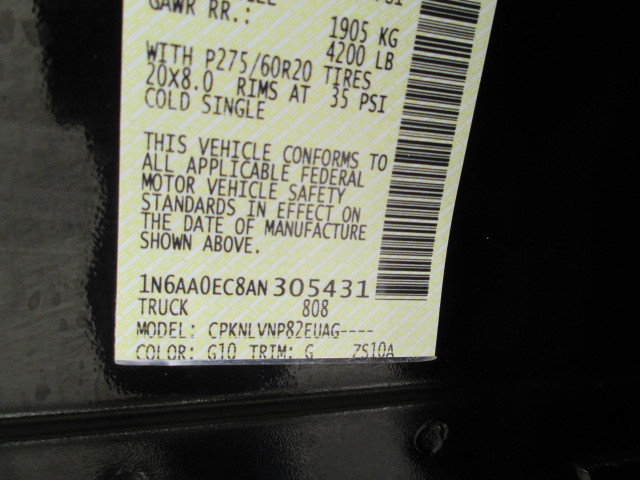 GAWR RR.:
1905 KG
4200 LB
WITH P275/60R20 TIRES
20X8.0 RIMS AT 35 PSI
COLD SINGLE
THIS VEHICLE CONFORMS TO
ALL APPLICABLE FEDERAL
MOTOR VEHICLE SAFETY
STANDARDS IN EFFECT ON
THE DATE OF MANUFACTURE
SHOWN ABOVE.
1N6AA0EC8AN305431
TRUCK 808
MODEL: CPKNLVNP82EUAG----
COLOR: G10 TRIM: G ZS10A